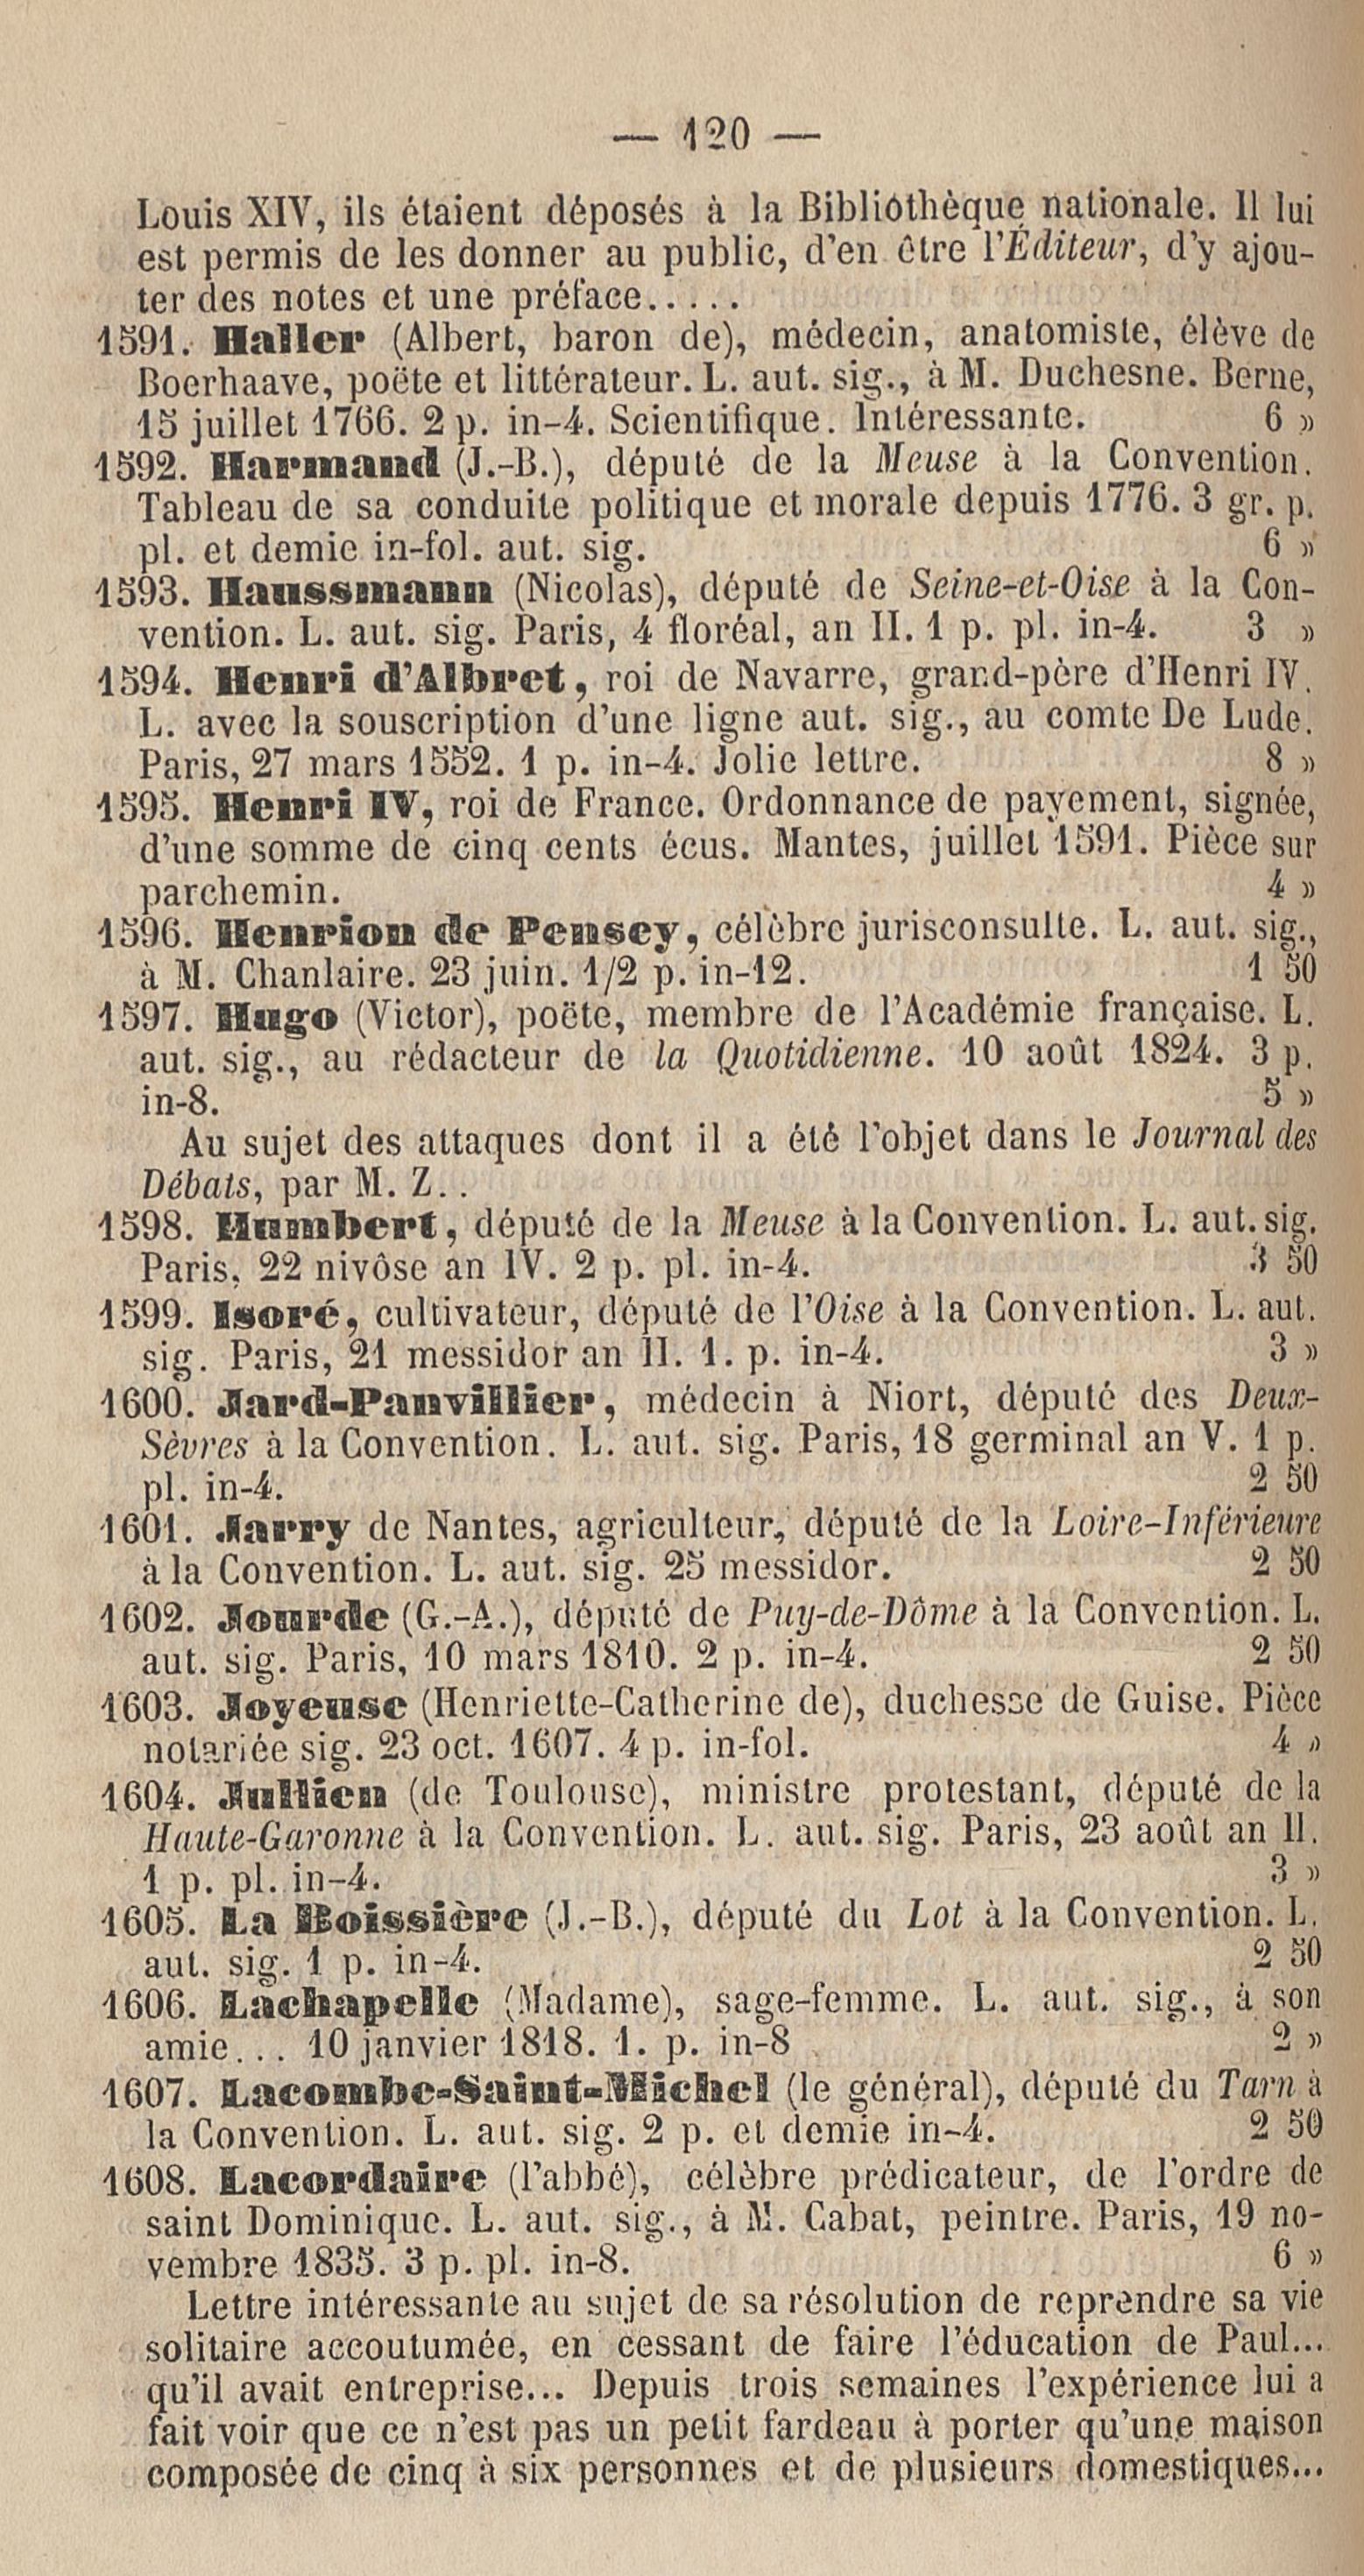 — 120 —
Louis XIV, ils étaient déposés à la Bibliothèque nationale. Il lui
est permis de les donner au public, d'en être l'Éditeur, d'y ajou-
ter des notes et une préface.....
1591. Haller (Albert, baron de), médecin, anatomiste, élève de
Boerhaave, poëte et littérateur. L. aut. sig., à M. Duchesne. Berne,
15 juillet 1766. 2 p. in-4. Scientifique. Intéressante. 6 »
1592. Harmand (J.-B.), député de la Meuse à la Convention.
Tableau de sa conduite politique et morale depuis 1776. 3 gr. p.
pl. et demie in-fol. aut. sig. 6 »
1593. Haussmann (Nicolas), député de Seine-et-Oise à la Con-
vention. L. aut. sig. Paris, 4 floréal, an II. 1 p. pl. in-4. 3 »
1594. Henri d'Albret, roi de Navarre, grand-père d'Henri IV.
L. avec la souscription d'une ligne aut. sig., au comte De Lude.
Paris, 27 mars 1552. 1 p. in-4. Jolie lettre. 8 »
1595. Henri IV, roi de France. Ordonnance de payement, signée,
d'une somme de cinq cents écus. Mantes, juillet 1591. Pièce sur
parchemin. 4 »
1596. Henrion de Pensey, célèbre jurisconsulte. L. aut. sig.,
à M. Chanlaire. 23 juin. 1/2 p. in-12. 1 50
1597. Hugo (Victor), poëte, membre de l'Académie française. L.
aut. sig., au rédacteur de la Quotidienne. 10 août 1824. 3 p.
in-8. 5 »
Au sujet des attaques dont il a été l'objet dans le Journal des
Débats, par M. Z..
1598. Humbert, député de la Meuse à la Convention. L. aut. sig.
Paris, 22 nivôse an IV. 2 p. pl. in-4. 3 50
1599. Isoré, cultivateur, député de l'Oise à la Convention. L. aut.
sig. Paris, 21 messidor an II. 1. p. in-4. 3 »
1600. Jard-Panvillier, médecin à Niort, député des Deux-
Sèvres à la Convention. L. aut. sig. Paris, 18 germinal an V. 1 p.
pl. in-4. 2 50
1601. Jarry de Nantes, agriculteur, député de la Loire-Inférieure
à la Convention. L. aut. sig. 25 messidor. 2 50
1602. Jourde (G.-A.), député de Puy-de-Dôme à la Convention. L.
aut. sig. Paris, 10 mars 1810. 2 p. in-4. 2 50
1603. Joyeuse (Henriette-Catherine de), duchesse de Guise. Pièce
notariée sig. 23 oct. 1607. 4 p. in-fol. 4 »
1604. Jullien (de Toulouse), ministre protestant, député de la
Haute-Garonne à la Convention. L. aut. sig. Paris, 23 août an II.
1 p. pl. in-4. 3 »
1605. La Boissière (J.-B.), député du Lot à la Convention. L.
aut. sig. 1 p. in-4. 2 50
1606. Lachapelle (Madame), sage-femme. L. aut. sig., à son
amie... 10 janvier 1818. 1. p. in-8 2 »
1607. Lacombe-Saint-Michel (le général), député du Tarn à
la Convention. L. aut. sig. 2 p. et demie in-4. 2 50
1608. Lacordaire (l'abbé), célèbre prédicateur, de l'ordre de
saint Dominique. L. aut. sig., à M. Cabat, peintre. Paris, 19 no-
vembre 1835. 3 p. pl. in-8. 6 »
Lettre intéressante au sujet de sa résolution de reprendre sa vie
solitaire accoutumée, en cessant de faire l'éducation de Paul...
qu'il avait entreprise... Depuis trois semaines l'expérience lui a
fait voir que ce n'est pas un petit fardeau à porter qu'une maison
composée de cinq à six personnes et de plusieurs domestiques...